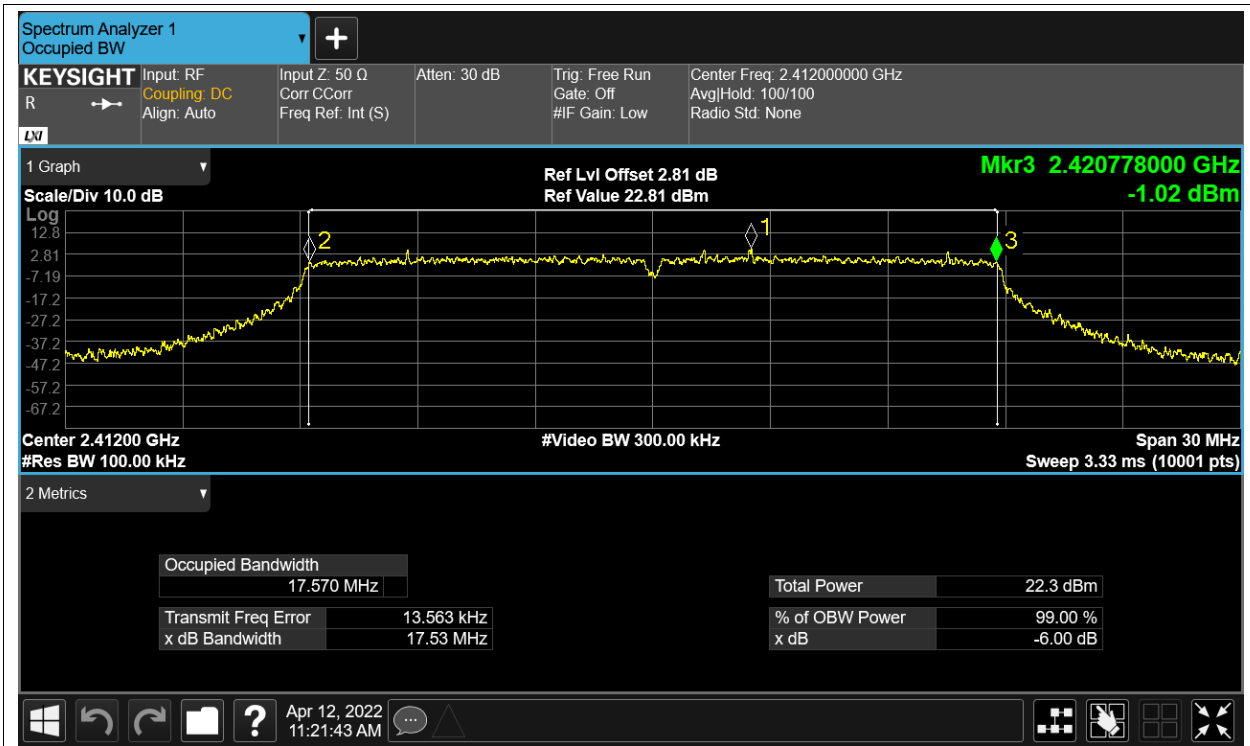 Spectrum Analyzer 1
Occupied BW
KEYSIGHT Input: RF Input Z: 50 Ω Atten: 30 dB Trig: Free Run Center Freq: 2.412000000 GHz
R Coupling: DC Corr CCorr Gate: Off Avg|Hold: 100/100
Align: Auto Freq Ref: Int (S) #IF Gain: Low Radio Std: None
LXI
1 Graph Ref Lvl Offset 2.81 dB Mkr3 2.420778000 GHz
Scale/Div 10.0 dB Ref Value 22.81 dBm -1.02 dBm
Log
12.8
2.81
-7.19
-17.2
-27.2
-37.2
-47.2
-57.2
-67.2
2 1 3
Center 2.41200 GHz #Video BW 300.00 kHz Span 30 MHz
#Res BW 100.00 kHz Sweep 3.33 ms (10001 pts)
2 Metrics
Occupied Bandwidth
17.570 MHz Total Power 22.3 dBm
Transmit Freq Error 13.563 kHz % of OBW Power 99.00 %
x dB Bandwidth 17.53 MHz x dB -6.00 dB
? Apr 12, 2022
11:21:43 AM